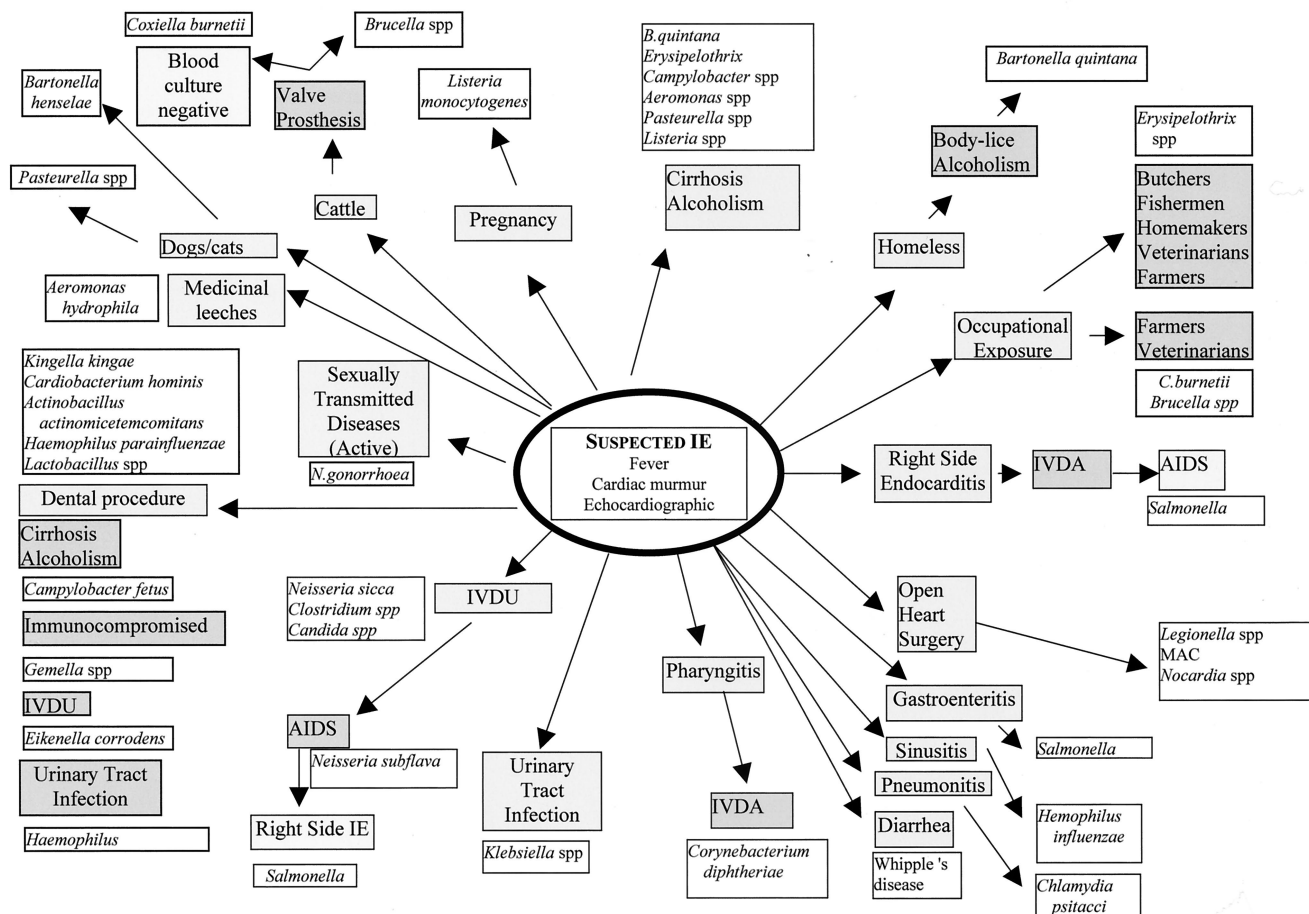 Coxiella burnetii
Blood
culture
negative
Brucella spp
Valve
Prosthesis
Cattle
Bartonella
henselae
Pasteurella spp
Dogs/cats
Aeromonas
hydrophila
Medicinal
leeches
Listeria
monocytogenes
Pregnancy
B.quintana
Erysipelothrix
Campylobacter spp
Aeromonas spp
Pasteurella spp
Listeria spp
Cirrhosis
Alcoholism
Bartonella quintana
Body-lice
Alcoholism
Homeless
Erysipelothrix
spp
Butchers
Fishermen
Homemakers
Veterinarians
Farmers
Occupational
Exposure
Farmers
Veterinarians
C.burnetii
Brucella spp
Kingella kingae
Cardiobacterium hominis
Actinobacillus
actinomicetemcomitans
Haemophilus parainfluenzae
Lactobacillus spp
Dental procedure
Cirrhosis
Alcoholism
Campylobacter fetus
Immunocompromised
Gemella spp
IVDU
Eikenella corrodens
Urinary Tract
Infection
Haemophilus
Sexually
Transmitted
Diseases
(Active)
N.gonorrhoea
SUSPECTED IE
Fever
Cardiac murmur
Echocardiographic
Right Side
Endocarditis
IVDA
AIDS
Salmonella
Neisseria sicca
Clostridium spp
Candida spp
IVDU
AIDS
Neisseria subflava
Right Side IE
Salmonella
Urinary
Tract
Infection
Klebsiella spp
Pharyngitis
IVDA
Corynebacterium
diphtheriae
Open
Heart
Surgery
Legionella spp
MAC
Nocardia spp
Gastroenteritis
Salmonella
Sinusitis
Hemophilus
influenzae
Pneumonitis
Chlamydia
psitacci
Diarrhea
Whipple 's
disease